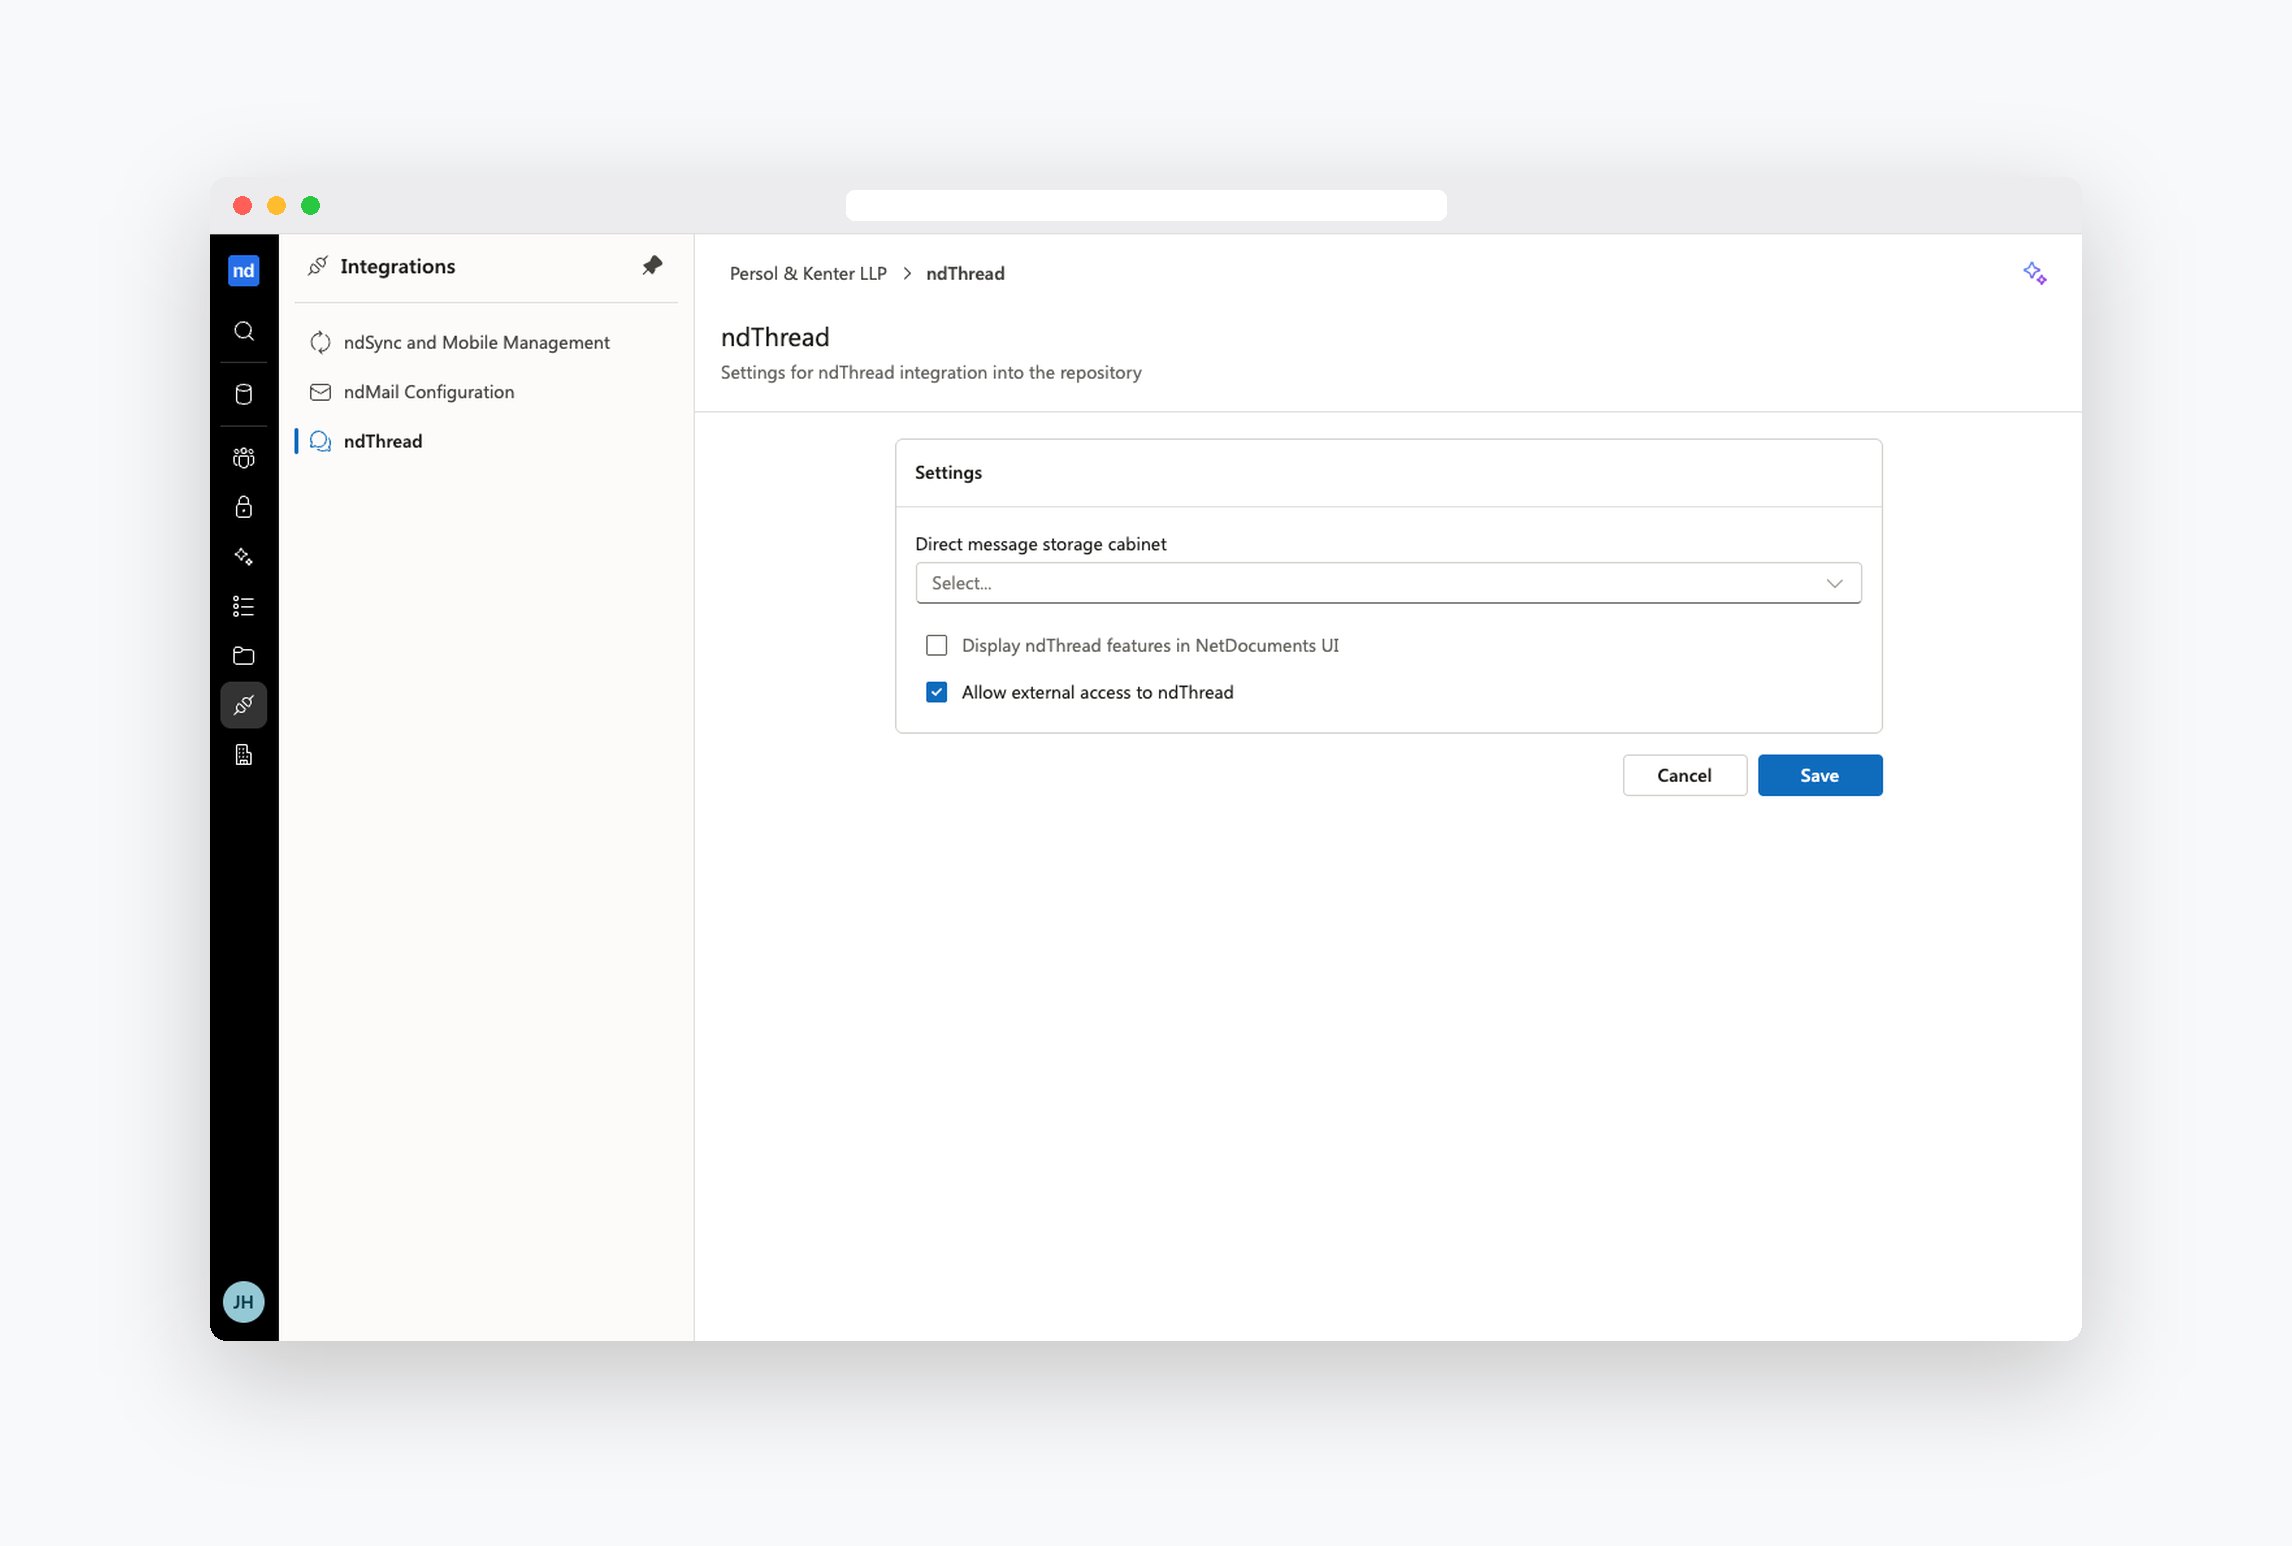 nd
Integrations
ndSync and Mobile Management
ndMail Configuration
ndThread
JH
Persol & Kenter LLP > ndThread
ndThread
Settings for ndThread integration into the repository
Settings
Direct message storage cabinet
Select...
Display ndThread features in NetDocuments UI
Allow external access to ndThread
Cancel
Save